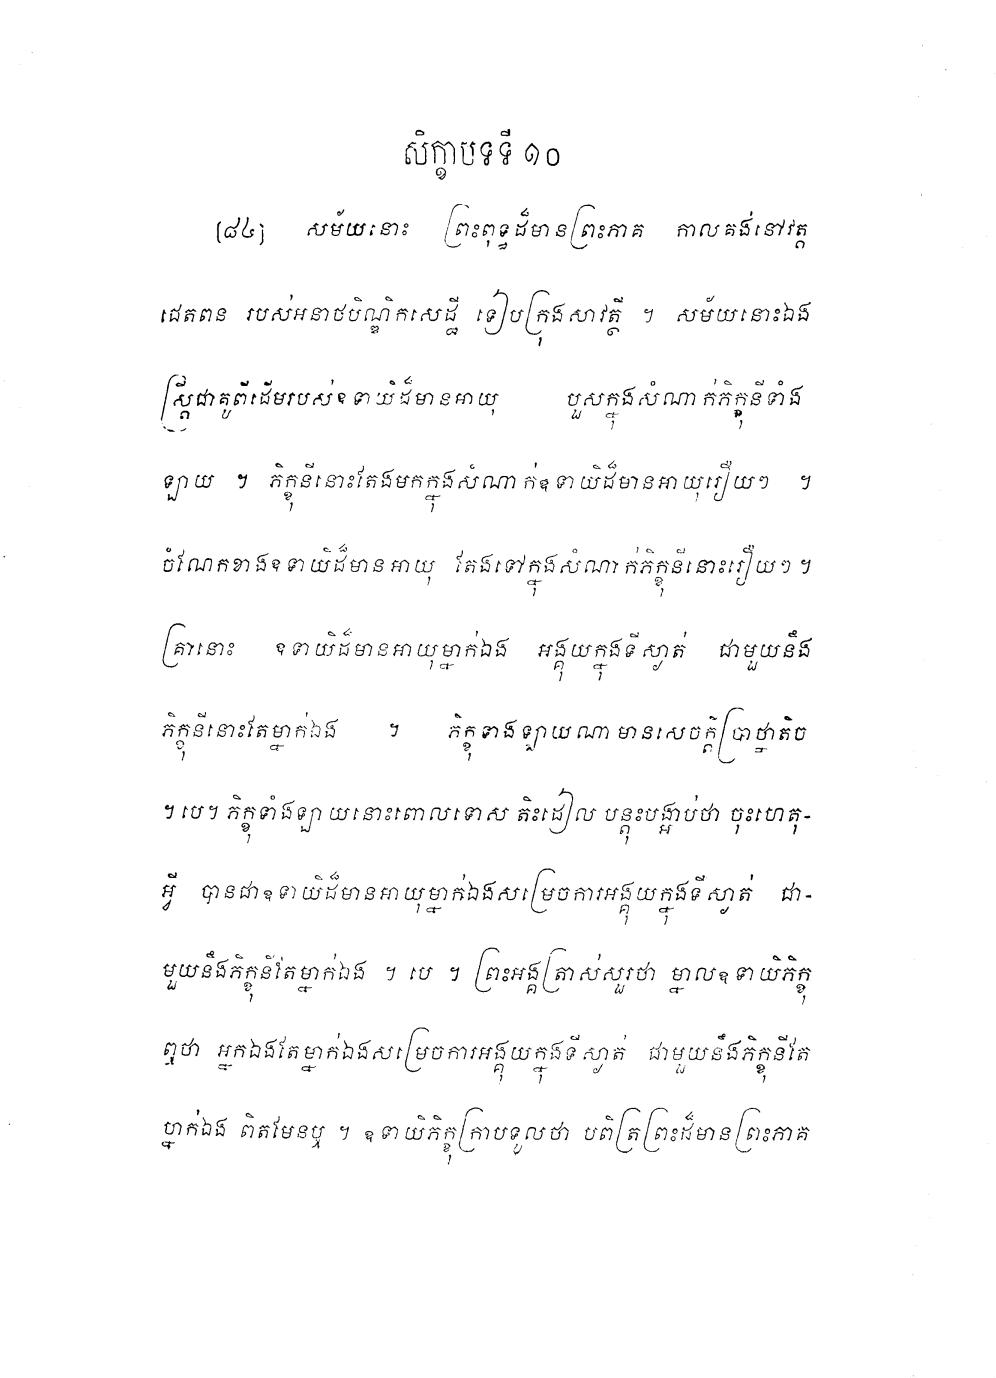 សិក្ខាបទទី ១០
[៨៤] សម័យនោះ ព្រះពុទ្ធដ៏មានព្រះភាគ កាលគង់នៅវត្ត
ជេតពន របស់អនាថបិណ្ឌិកសេដ្ឋី ទៀបក្រុងសាវត្ថី ។ សម័យនោះឯង
ស្ត្រីជាគូពីដើមរបស់ឧទាយិដ៏មានអាយុ បួសក្នុងសំណាក់ភិក្ខុនីទាំង
ឡាយ ។ ភិក្ខុនីនោះតែងមកក្នុងសំណាក់ឧទាយិដ៏មានអាយុរឿយៗ ។
ចំណែកខាងឧទាយិដ៏មានអាយុ តែងទៅក្នុងសំណាក់ភិក្ខុនីនោះរឿយៗ ។
គ្រានោះ ឧទាយិដ៏មានអាយុម្នាក់ឯង អង្គុយក្នុងទីស្ងាត់ ជាមួយនឹង
ភិក្ខុនីនោះតែម្នាក់ឯង ។ ភិក្ខុទាំងឡាយណាមានសេចក្តីប្រាថ្នាតិច
។ បេ។ ភិក្ខុទាំងឡាយនោះពោលទោស តិះដៀល បន្តុះបង្អាប់ថា ចុះហេតុ-
អ្វី បានជាឧទាយិដ៏មានអាយុម្នាក់ឯងសម្រេចការអង្គុយក្នុងទីស្ងាត់ ជា-
មួយនឹងភិក្ខុនីតែម្នាក់ឯង ។ បេ ។ ព្រះអង្គត្រាស់សួរថា ម្នាលឧទាយិភិក្ខុ
ឮថា អ្នកឯងតែម្នាក់ឯងសម្រេចការអង្គុយក្នុងទីស្ងាត់ ជាមួយនឹងភិក្ខុនីតែ
ម្នាក់ឯង ពិតមែនឬ ។ ឧទាយិភិក្ខុក្រាបទូលថា បពិត្រព្រះដ៏មានព្រះភាគ